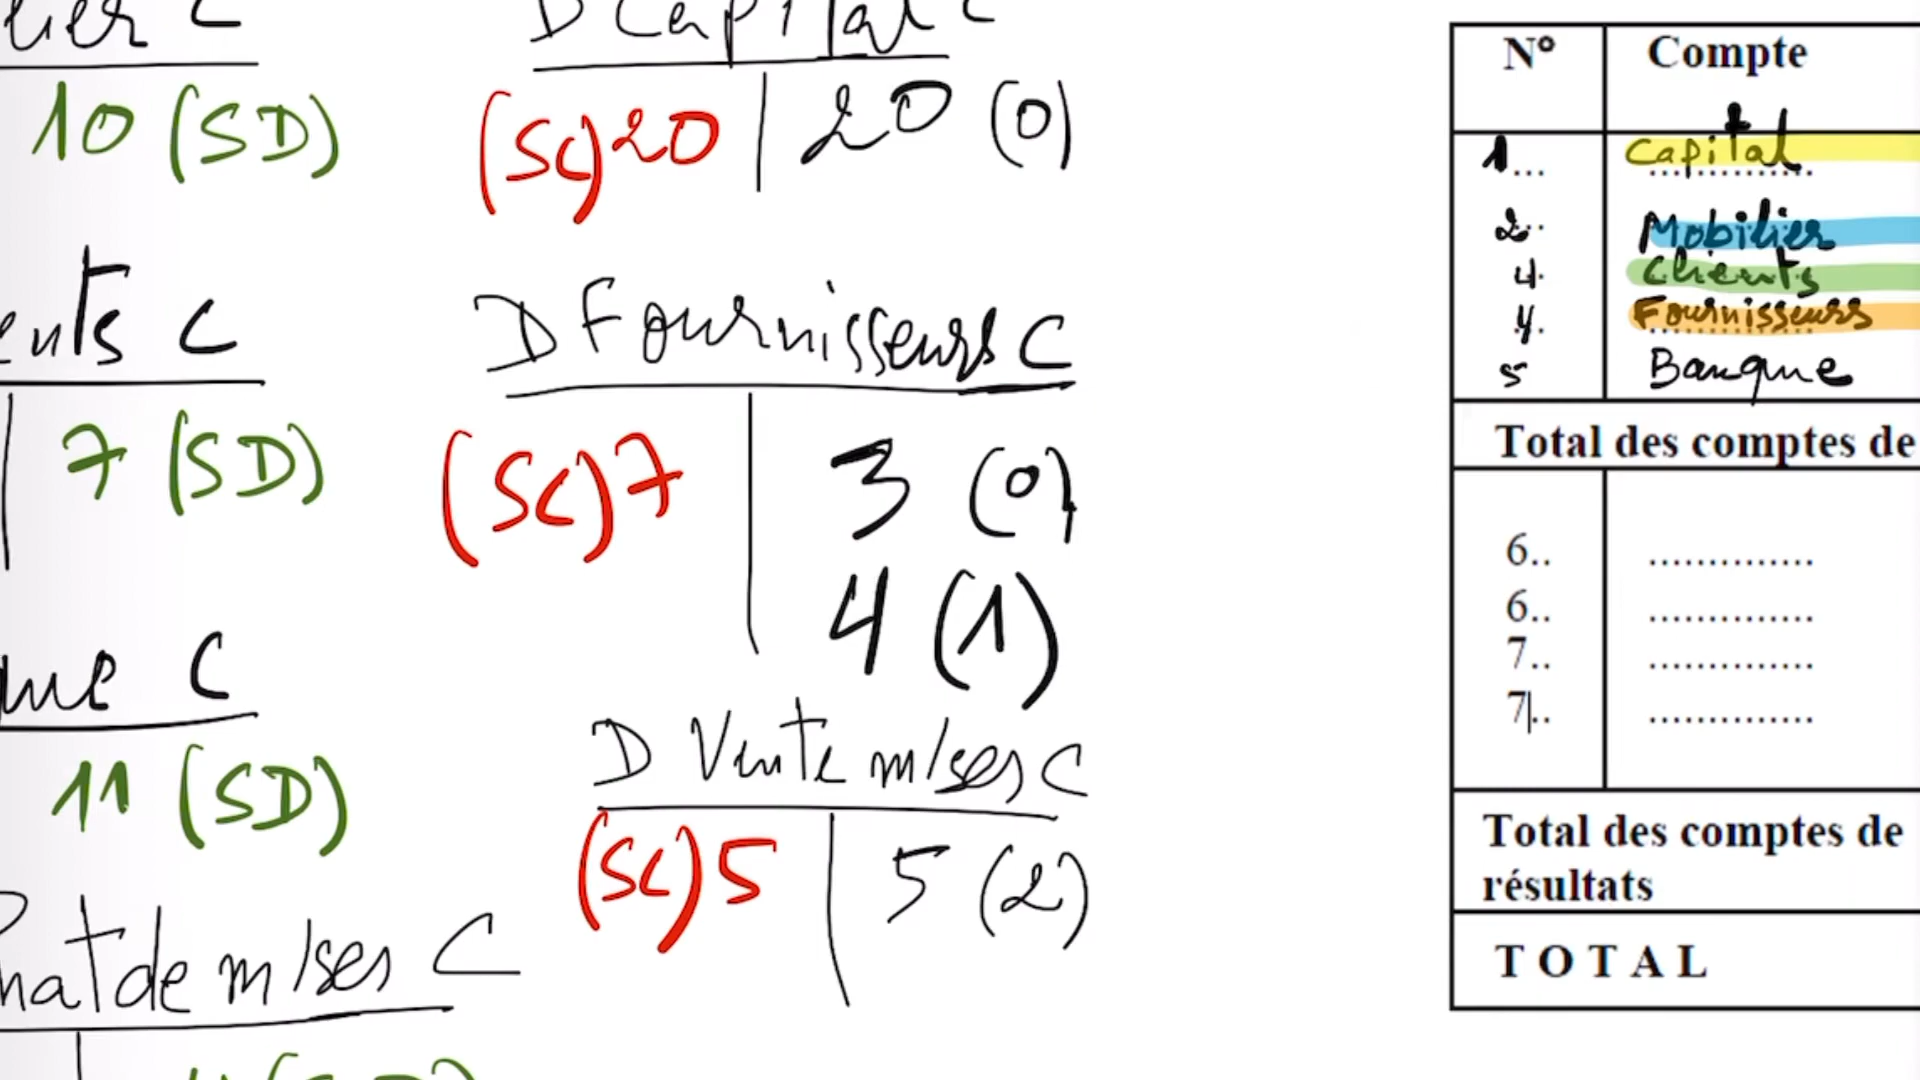 D Capital C
10 (SD)
(SC) 20 | 20 (0)
C
D Fournisseurs C
7 (SD)
(SC) 7 | 3 (0)
4 (1)
C
D Vente m/ses C
11 (SD)
(SC) 5 | 5 (2)
de m/ses C
N° Compte
1... Capital
2.. Mobilier
4. Clients
4. Fournisseurs
5 Banque
Total des comptes de
6.. ..............
6.. ..............
7.. ..............
7.. ..............
Total des comptes de
résultats
T O T A L